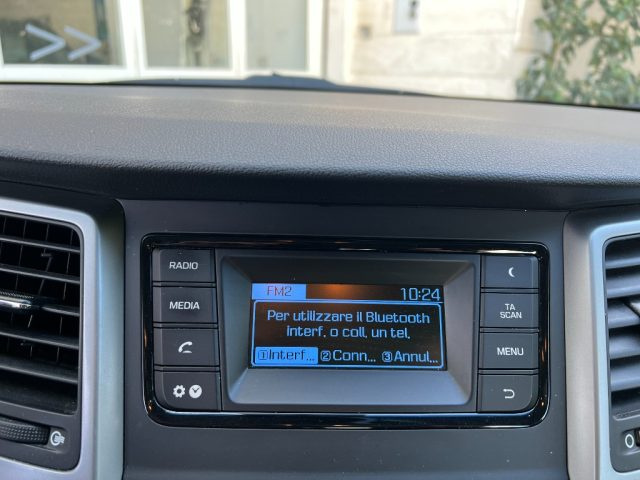 RADIO
MEDIA
FM2 10:24
Per utilizzare il Bluetooth
interf. o coll. un tel.
①Interf... ②Conn... ③Annul...
TA
SCAN
MENU